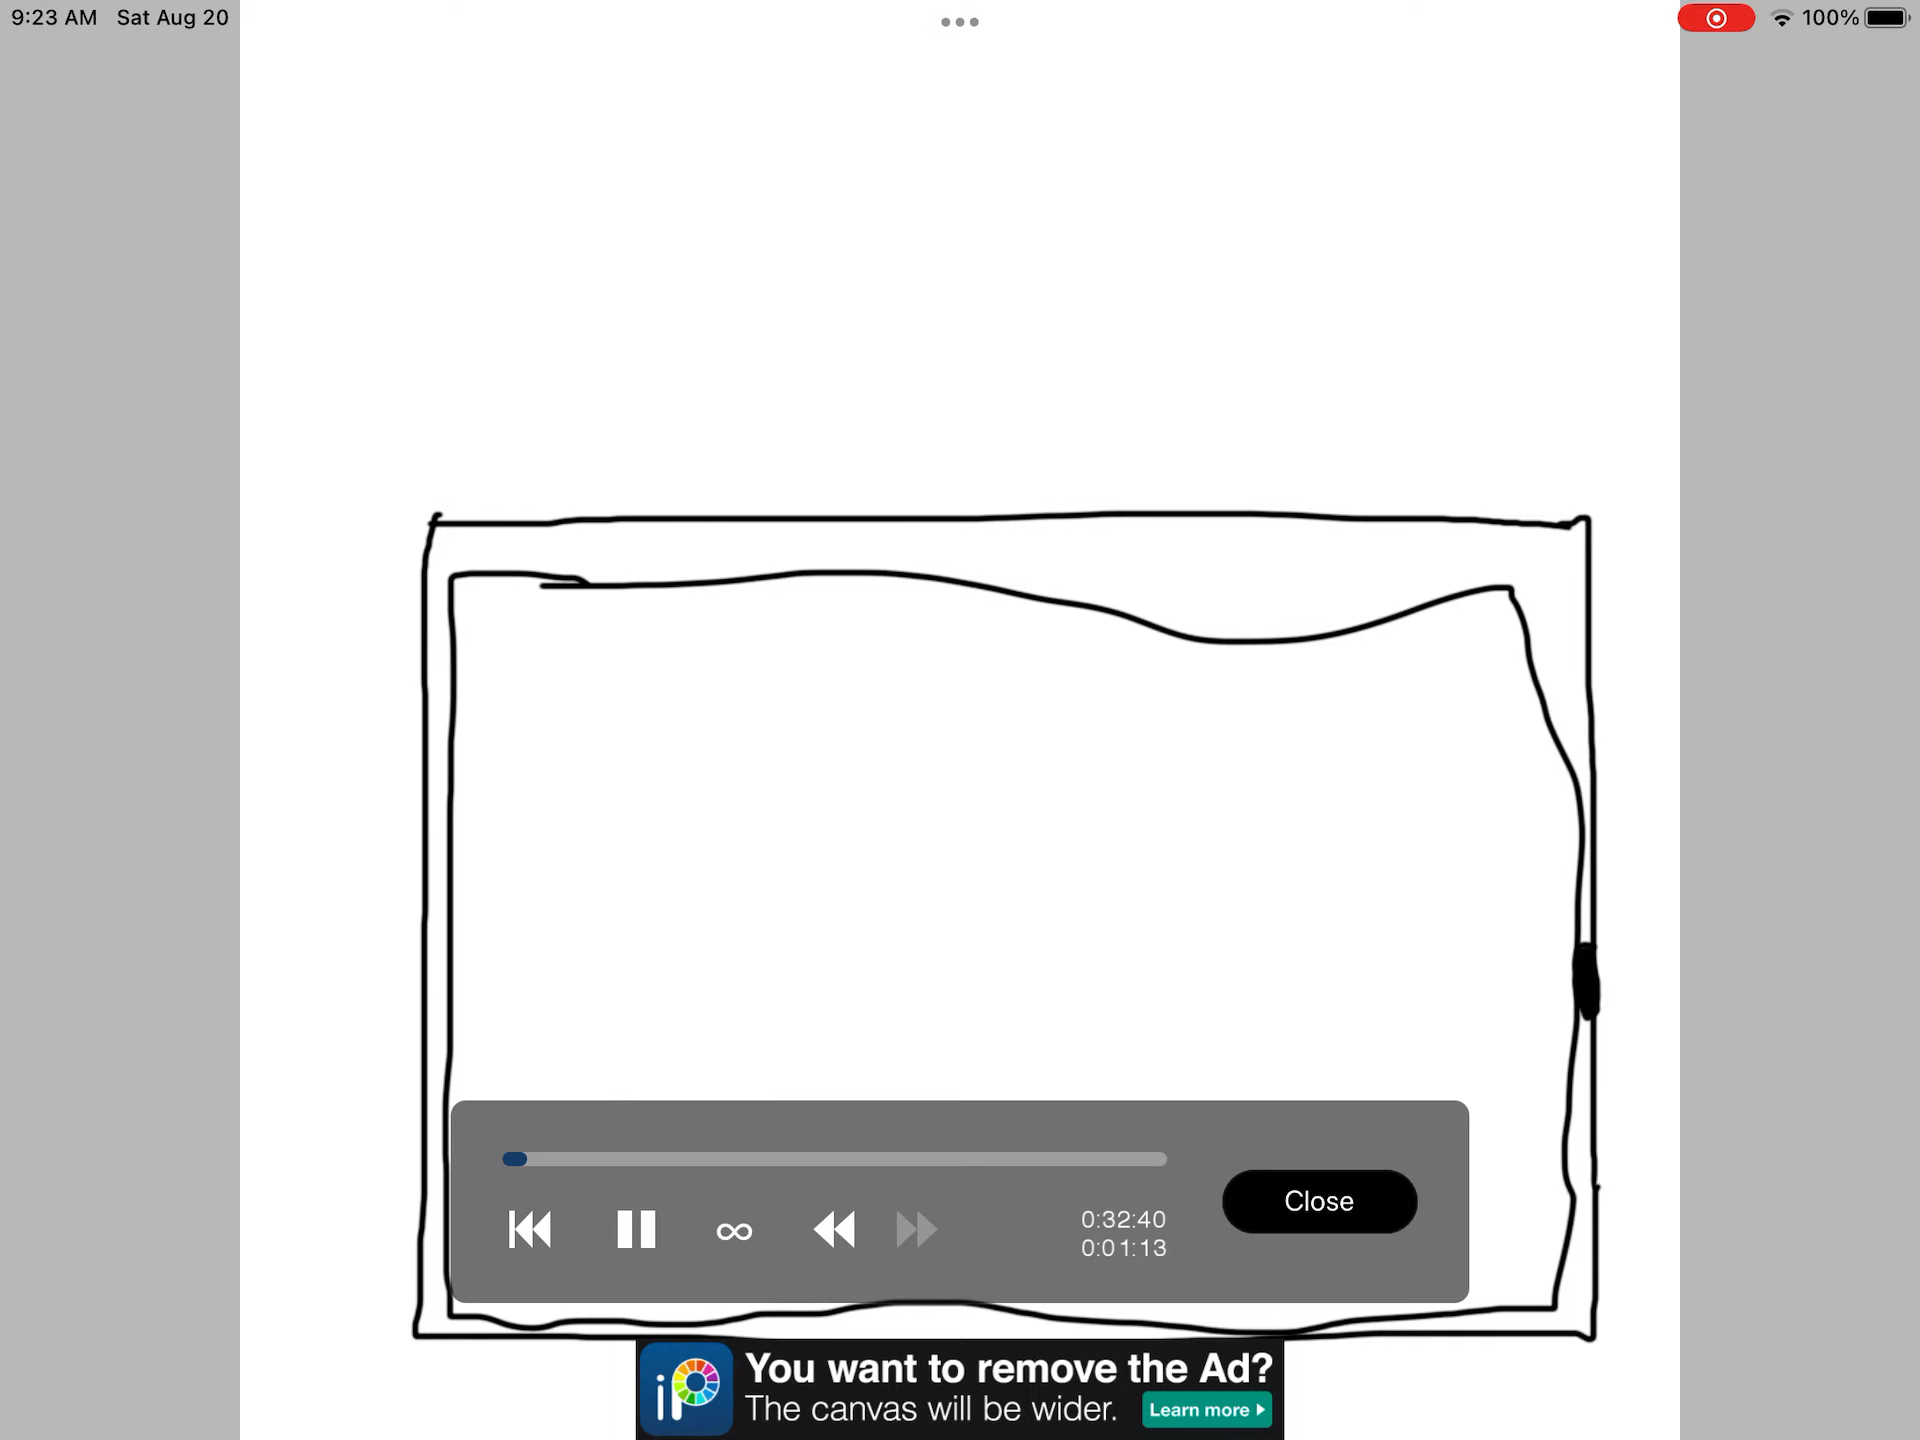 9:23 AM Sat Aug 20
100%
0:32:40
0:01:13
Close
iP
You want to remove the Ad?
The canvas will be wider.
Learn more